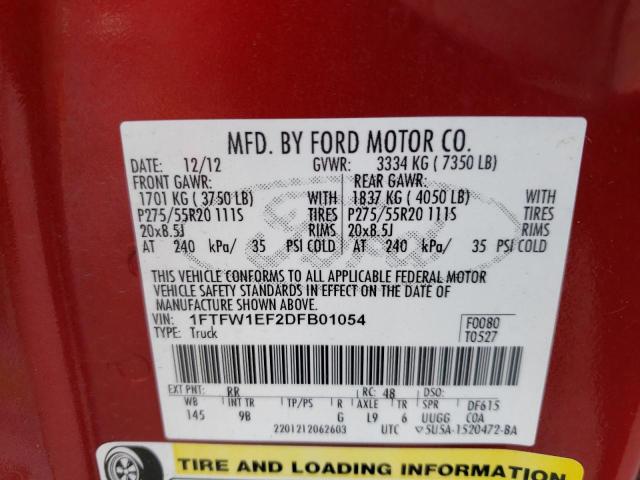 MFD. BY FORD MOTOR CO.
DATE: 12/12 GVWR: 3334 KG ( 7350 LB)
FRONT GAWR: REAR GAWR:
1701 KG ( 3750 LB) WITH 1837 KG ( 4050 LB) WITH
P275/55R20 111S TIRES P275/55R20 111S TIRES
20x8.5J RIMS 20x8.5J RIMS
AT 240 kPa/ 35 PSI COLD AT 240 kPa/ 35 PSI COLD
Ford
THIS VEHICLE CONFORMS TO ALL APPLICABLE FEDERAL MOTOR
VEHICLE SAFETY STANDARDS IN EFFECT ON THE DATE OF
MANUFACTURE SHOWN ABOVE.
VIN: 1FTFW1EF2DFB01054 F0080
TYPE: Truck T0527
EXT PNT: RR RC: 48 DSO:
WB INT TR TP/PS R AXLE TR SPR DF615
145 9B G L9 6 UUGG C0A
2201212062603 UTC 5U5A-1520472-BA
TIRE AND LOADING INFORMATION